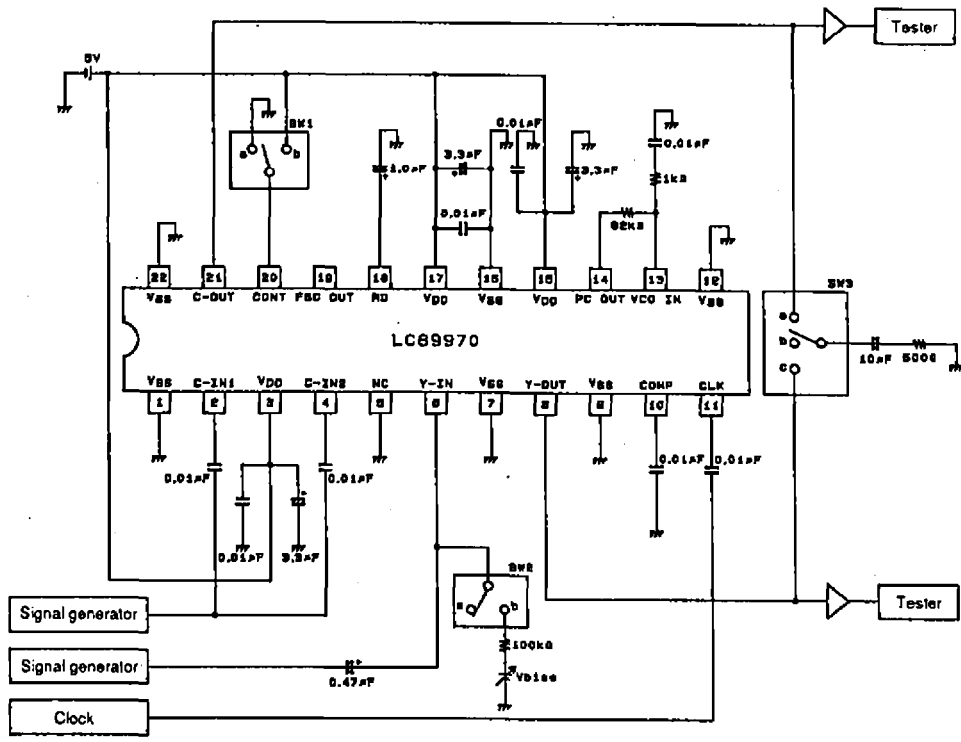 Tester
5V
SW1
a
b
0.01µF
3.3µF
1.0µF
0.01µF
3.3µF
0.01µF
1kΩ
82kΩ
22 21 20 19 18 17 16 15 14 13 12
VSS C-OUT CONT FSC OUT RD VDD VSS VDD PC OUT VCO IN VSS
LC89970
SW3
a
b
c
10µF
500Ω
VSS C-IN1 VDD C-IN2 NC Y-IN VSS Y-OUT VSS COMP CLK
1 2 3 4 5 6 7 8 9 10 11
0.01µF
0.01µF
0.01µF
0.01µF
0.01µF
3.3µF
SW2
a
b
100kΩ
Vbias
Signal generator
Tester
Signal generator
0.47µF
Clock